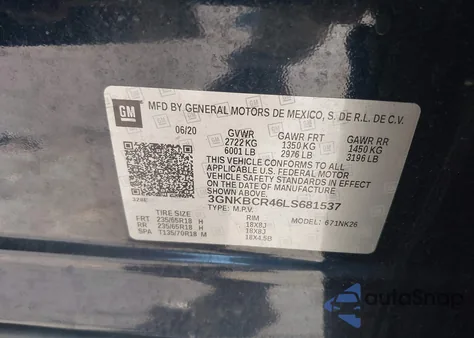 GM
MFD BY GENERAL MOTORS DE MEXICO, S. DE R.L. DE C.V.
06/20 GVWR GAWR FRT GAWR RR
2722 KG 1350 KG 1450 KG
6001 LB 2976 LB 3196 LB
THIS VEHICLE CONFORMS TO ALL
APPLICABLE U.S. FEDERAL MOTOR
VEHICLE SAFETY STANDARDS IN EFFECT
ON THE DATE OF MANUFACTURE
SHOWN ABOVE.
3GNKBCR46LS681537
TYPE: M.P.V. MODEL: 671NK26
TIRE SIZE RIM
FRT 235/65R18 H 18X8J
RR 235/65R18 H 18X8J
SPA T135/70R18 M 18X4.5B
autoSnap